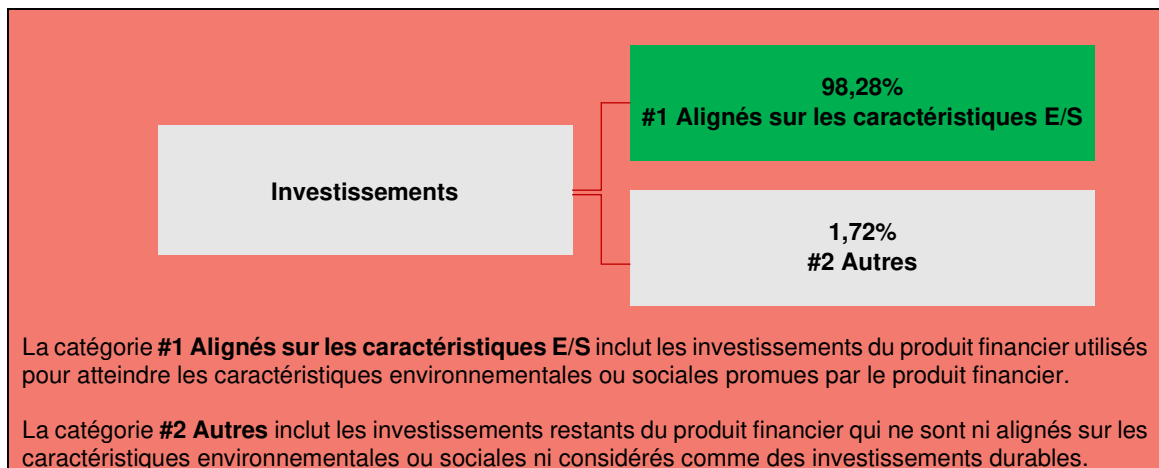 98,28%
#1 Alignés sur les caractéristiques E/S
Investissements
1,72%
#2 Autres
La catégorie #1 Alignés sur les caractéristiques E/S inclut les investissements du produit financier utilisés
pour atteindre les caractéristiques environnementales ou sociales promues par le produit financier.
La catégorie #2 Autres inclut les investissements restants du produit financier qui ne sont ni alignés sur les
caractéristiques environnementales ou sociales ni considérés comme des investissements durables.